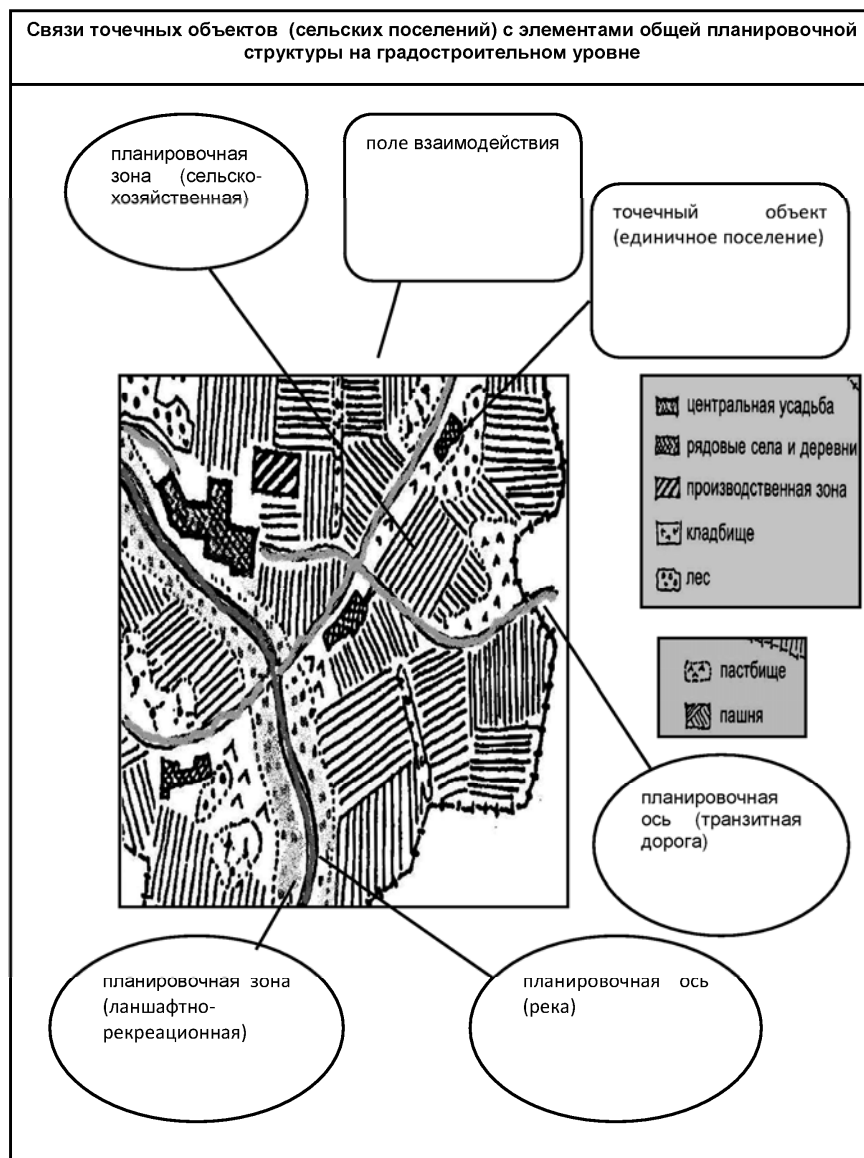 Связи точечных объектов (сельских поселений) с элементами общей планировочной
структуры на градостроительном уровне
планировочная
зона (сельско-
хозяйственная)
поле взаимодействия
точечный объект
(единичное поселение)
центральная усадьба
рядовые села и деревни
производственная зона
кладбище
лес
пастбище
пашня
планировочная
ось (транзитная
дорога)
планировочная зона
(ланшафтно-
рекреационная)
планировочная ось
(река)